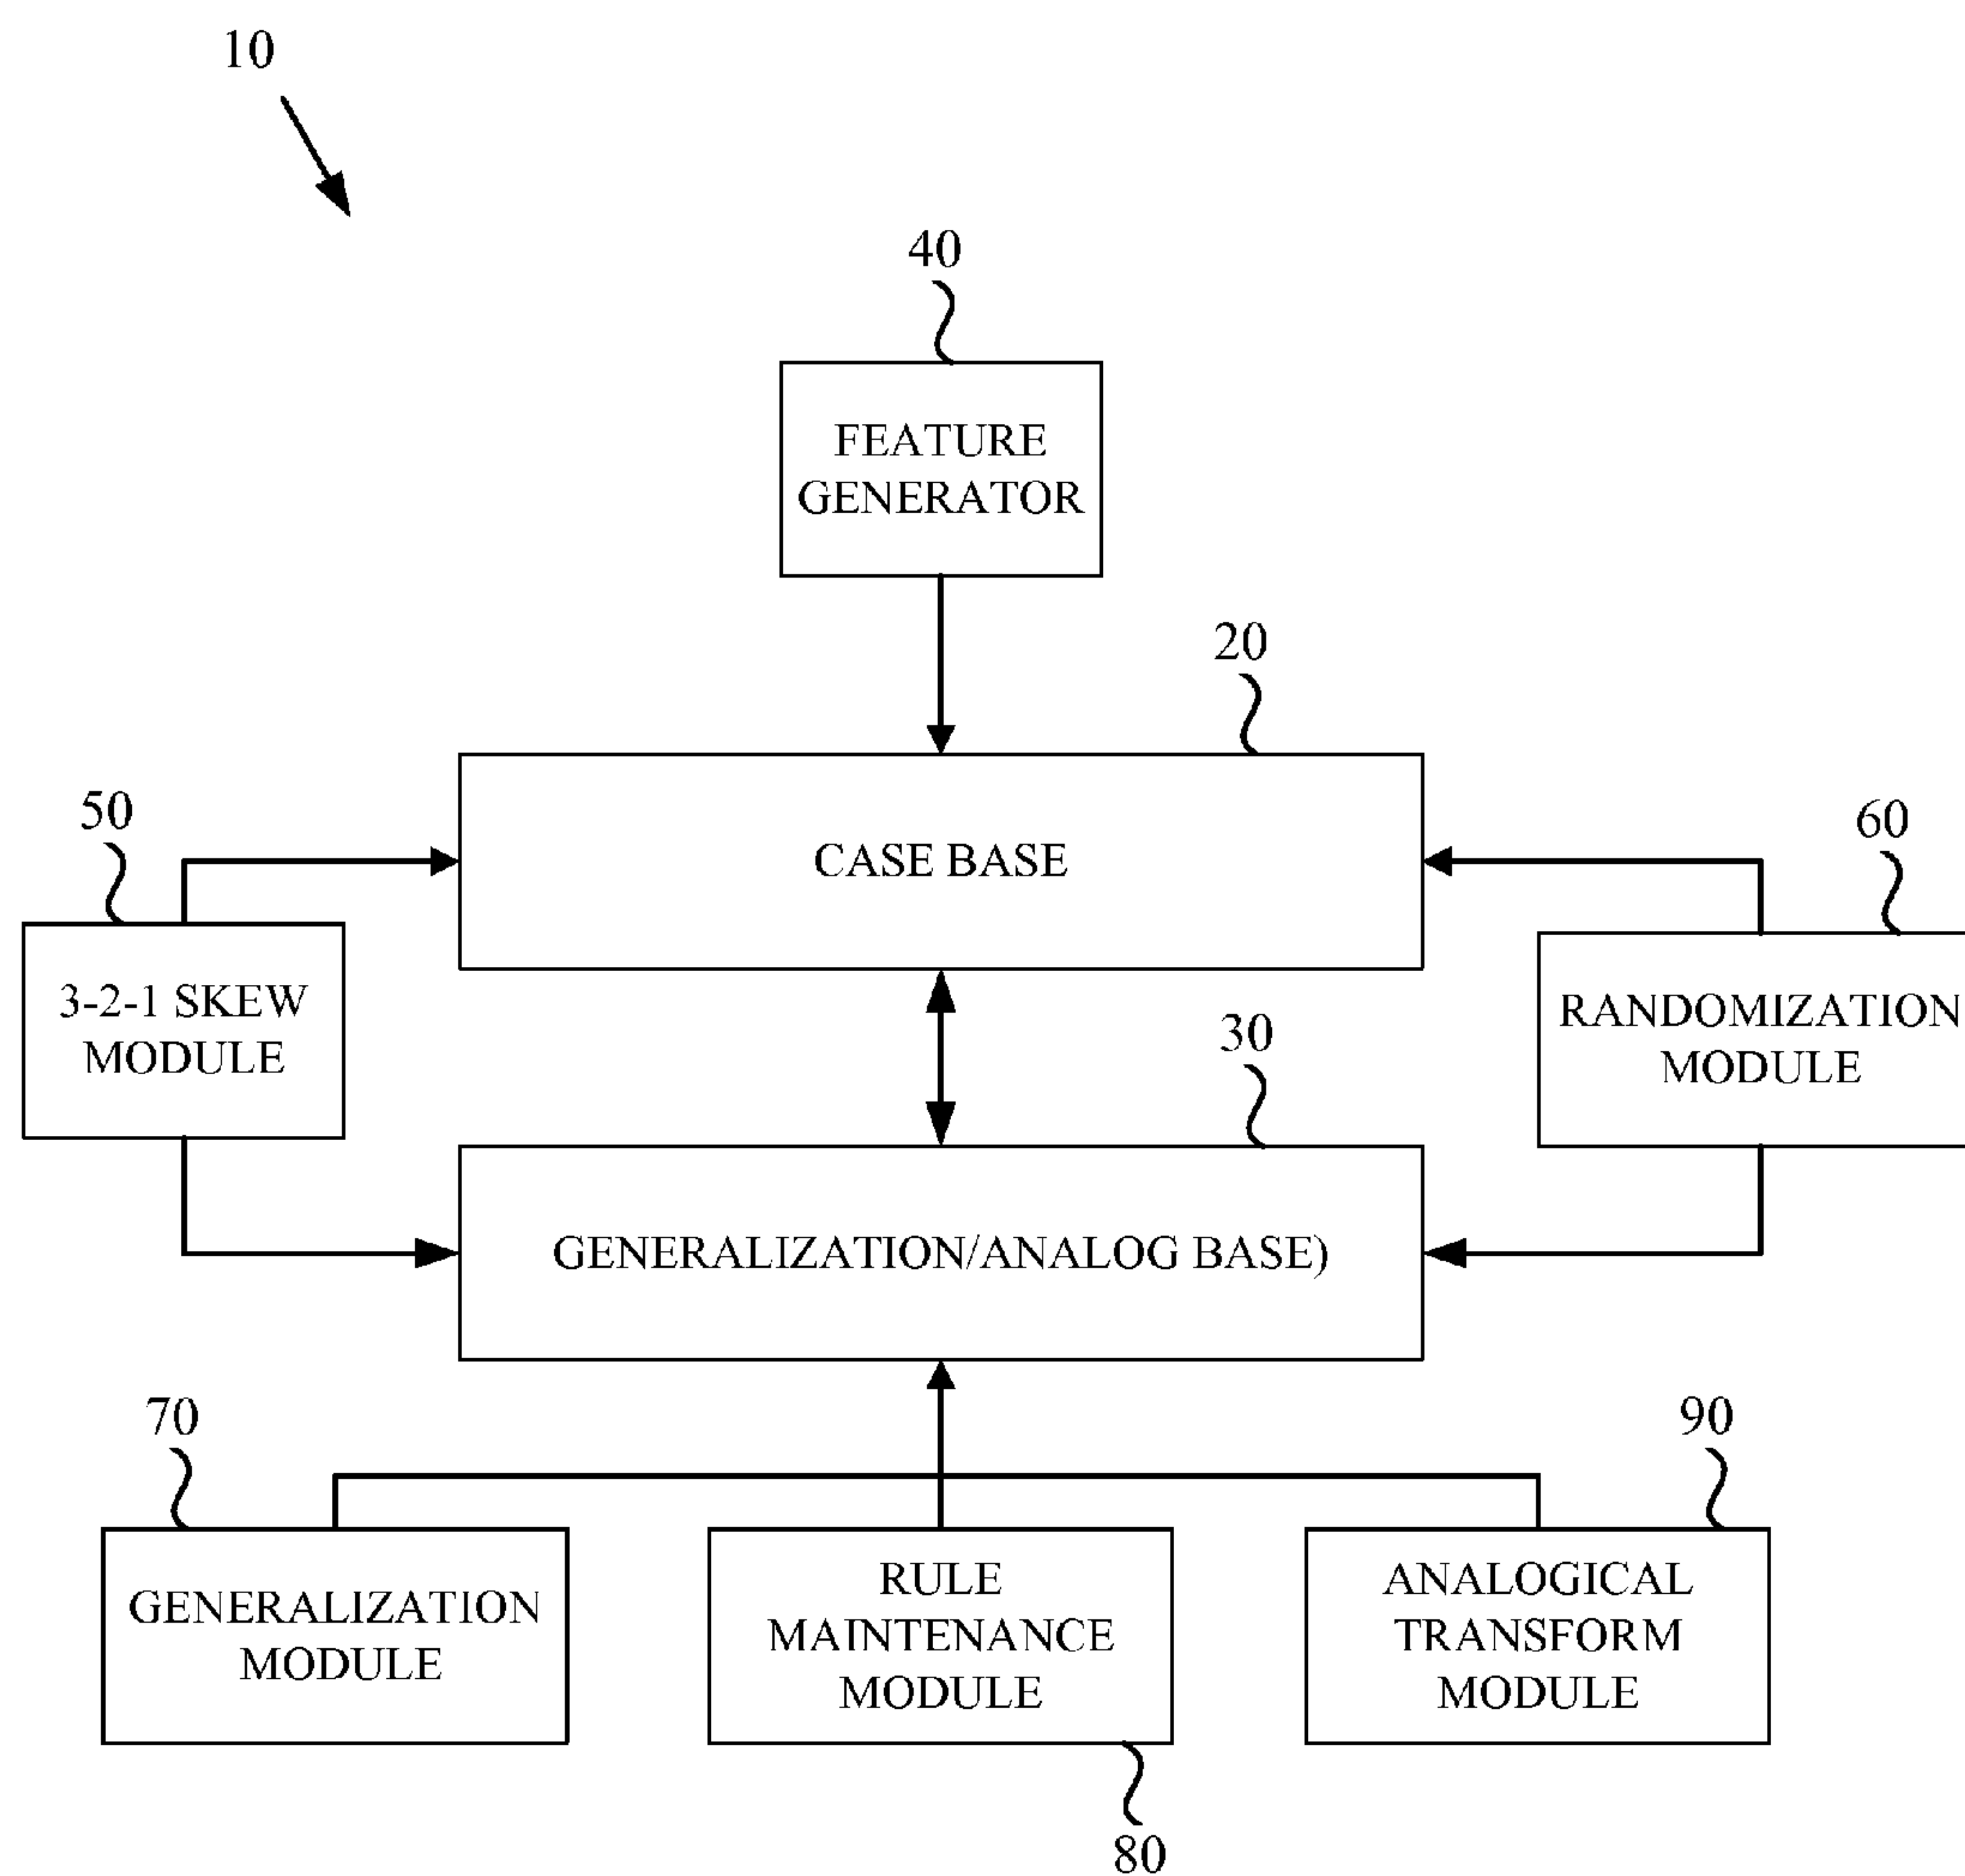 10
40
FEATURE
GENERATOR
20
CASE BASE
50
3-2-1 SKEW
MODULE
60
RANDOMIZATION
MODULE
30
GENERALIZATION/ANALOG BASE)
70
GENERALIZATION
MODULE
RULE
MAINTENANCE
MODULE
80
90
ANALOGICAL
TRANSFORM
MODULE